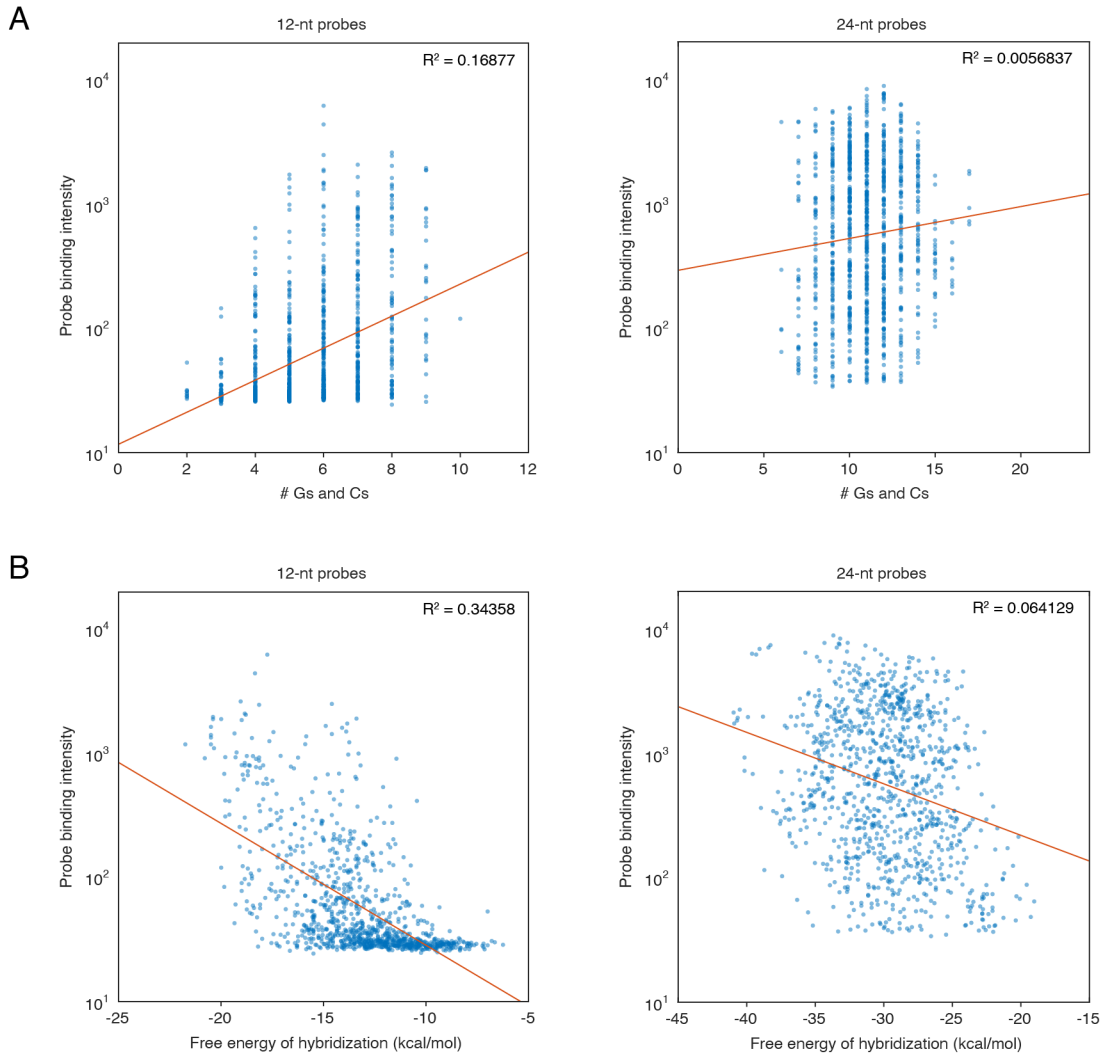 A
12-nt probes
R² = 0.16877
10⁴
10³
10²
10¹
Probe binding intensity
0 2 4 6 8 10 12
# Gs and Cs
24-nt probes
R² = 0.0056837
10⁴
10³
10²
10¹
Probe binding intensity
0 5 10 15 20
# Gs and Cs
B
12-nt probes
R² = 0.34358
10⁴
10³
10²
10¹
Probe binding intensity
-25 -20 -15 -10 -5
Free energy of hybridization (kcal/mol)
24-nt probes
R² = 0.064129
10⁴
10³
10²
10¹
Probe binding intensity
-45 -40 -35 -30 -25 -20 -15
Free energy of hybridization (kcal/mol)